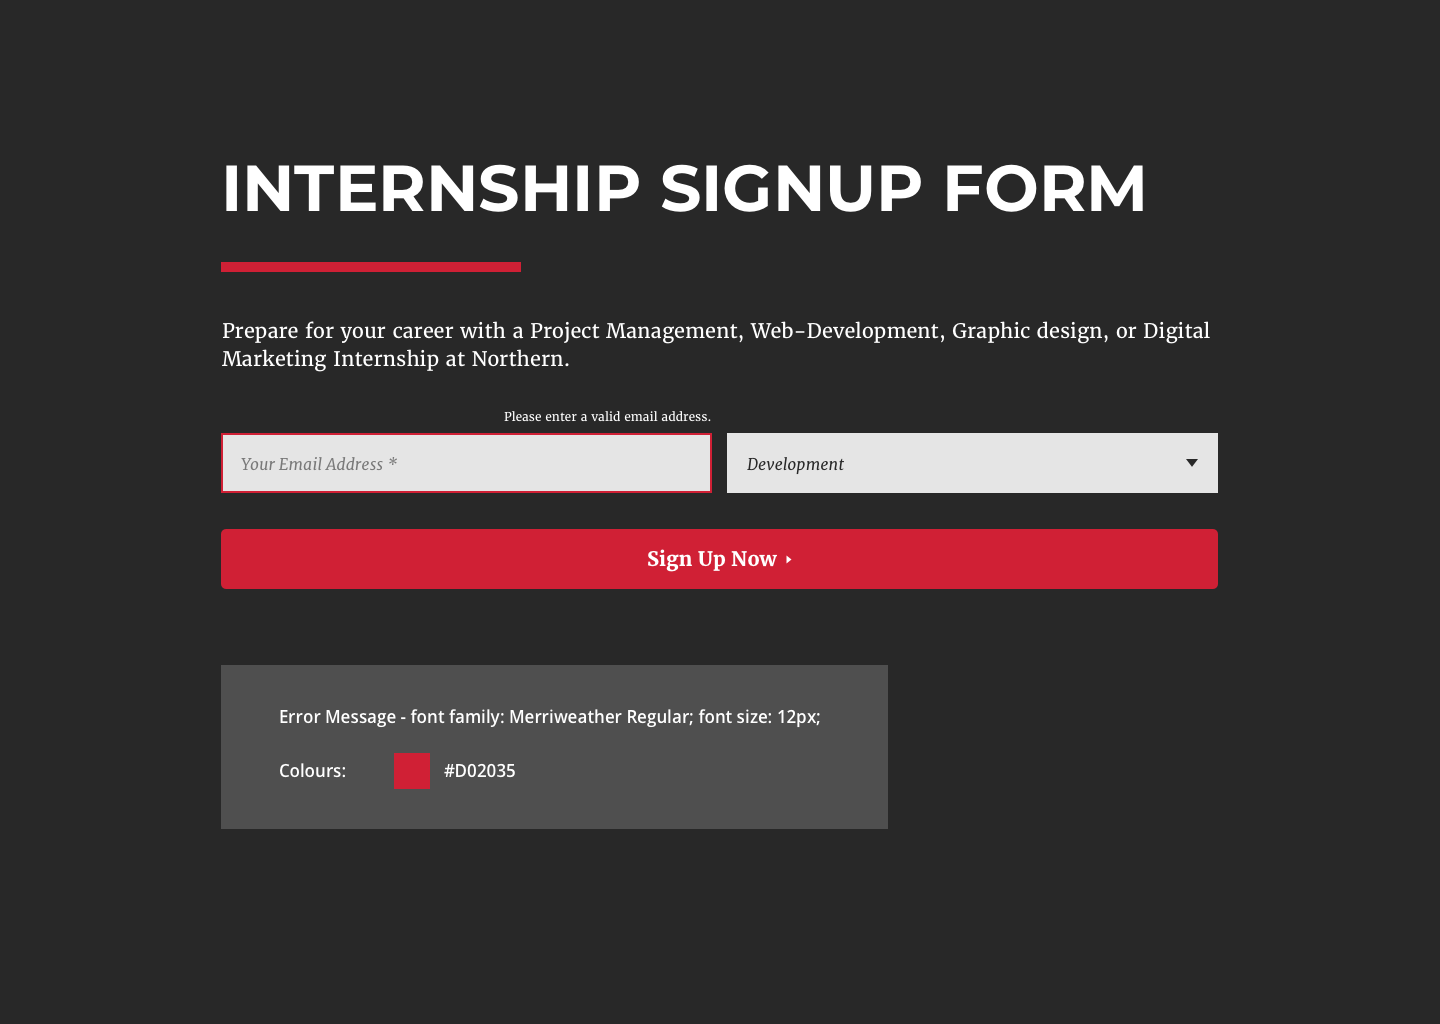 INTERNSHIP SIGNUP FORM
Prepare for your career with a Project Management, Web-Development, Graphic design, or Digital
Marketing Internship at Northern.
Please enter a valid email address.
Your Email Address *
Development
Sign Up Now
Error Message - font family: Merriweather Regular; font size: 12px;
Colours:
#D02035